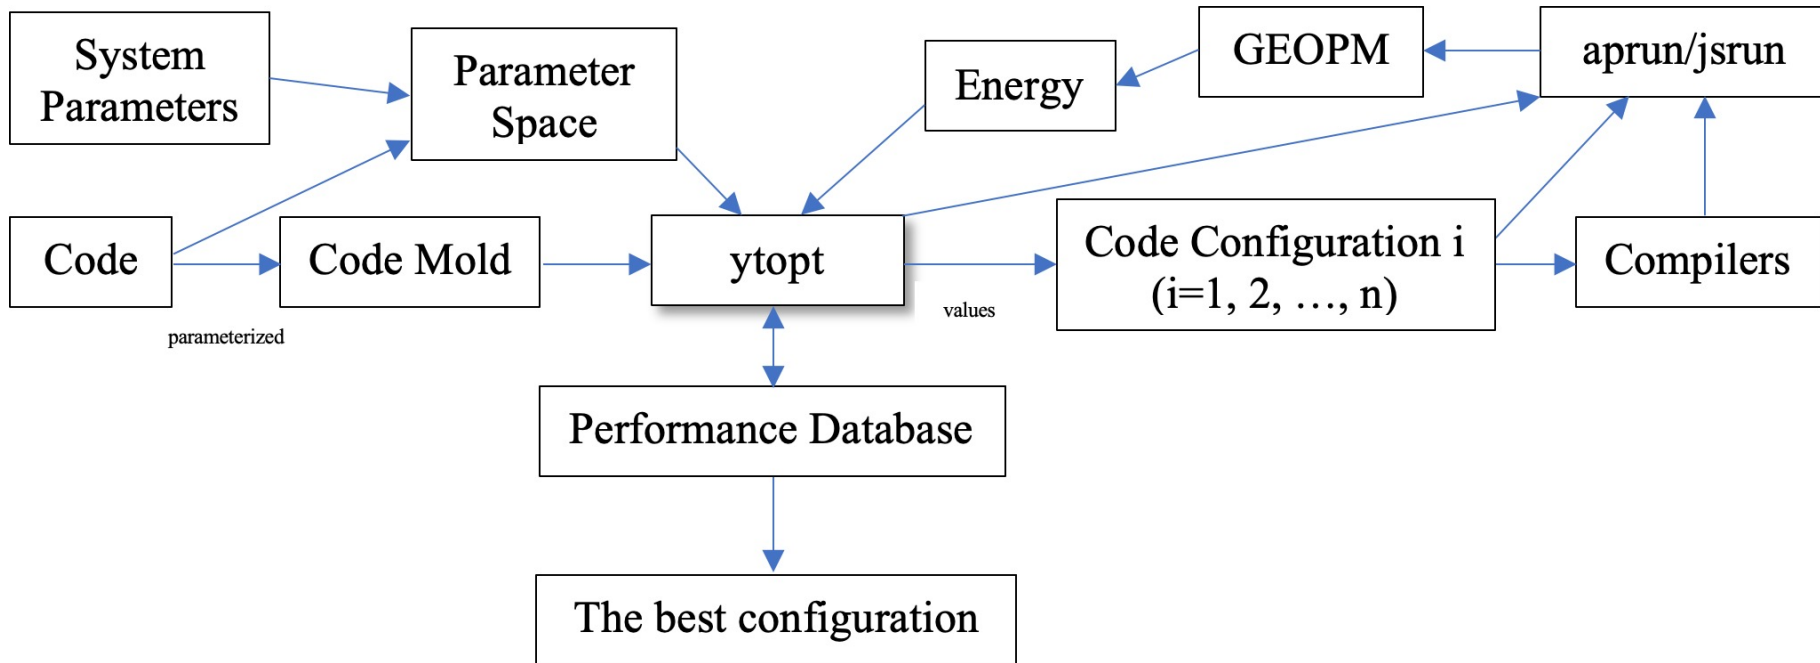 System
Parameters
Parameter
Space
Energy
GEOPM
aprun/jsrun
Code
Code Mold
ytopt
Code Configuration i
(i=1, 2, …, n)
Compilers
parameterized
values
Performance Database
The best configuration